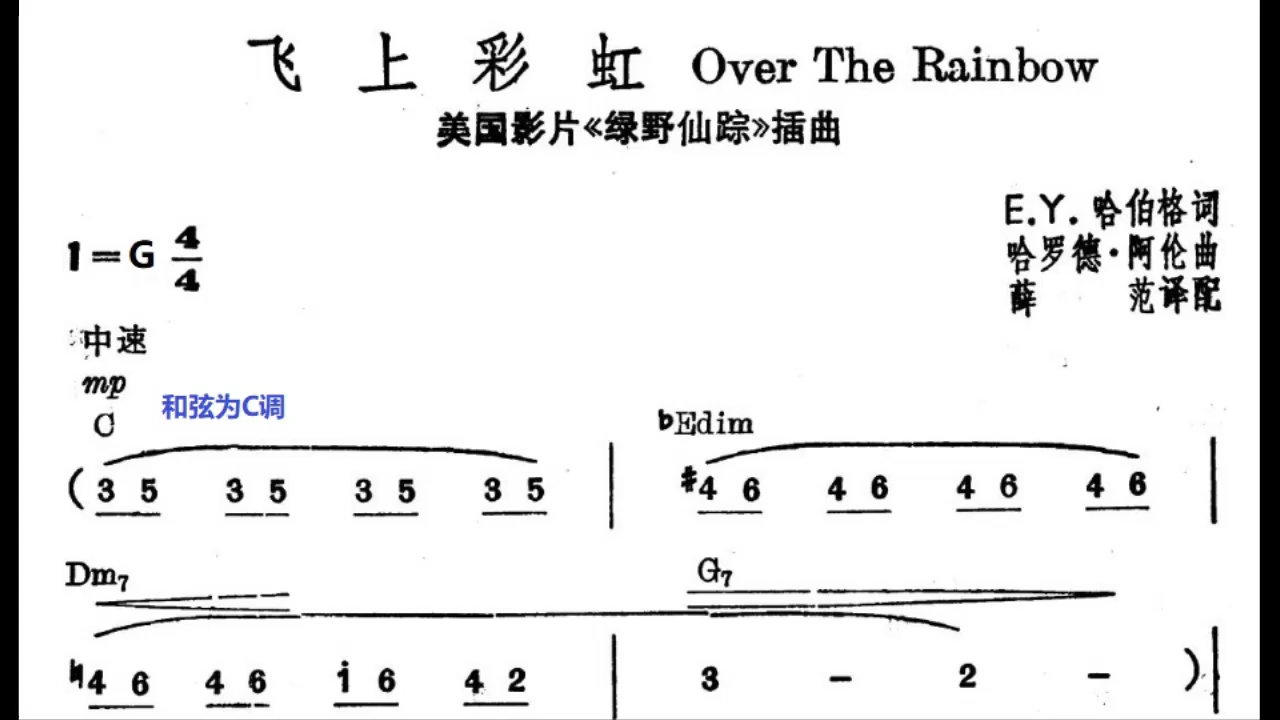 飞上彩虹 Over The Rainbow
美国影片《绿野仙踪》插曲
E.Y.哈伯格词
1=G 4/4
哈罗德·阿伦曲
薛 范译配
中速
mp
C 和弦为C调 ♭Edim
(3 5 3 5 3 5 3 5 | ♯4 6 4 6 4 6 4 6 |
Dm7 G7
♮4 6 4 6 i 6 4 2 | 3 – 2 – )|